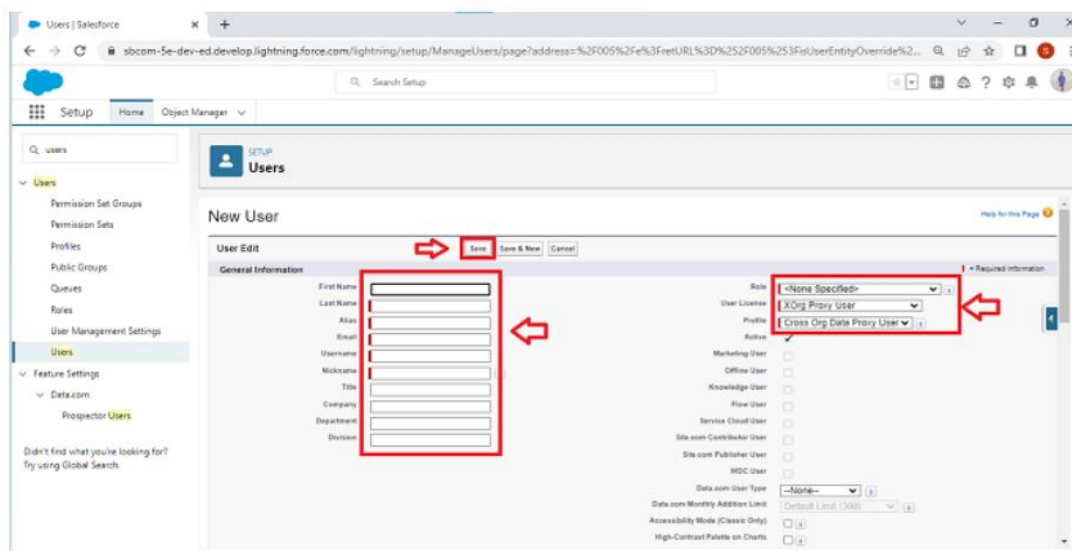 Users | Salesforce
sbcom-5e-dev-ed.develop.lightning.force.com/lightning/setup/ManageUsers/page?address=%2F005%2Fe%3FretURL%3D%252F005%253FisUserEntityOverride%2...
S
Search Setup
Setup
Home
Object Manager
users
Users
Permission Set Groups
Permission Sets
Profiles
Public Groups
Queues
Roles
User Management Settings
Users
Feature Settings
Data.com
Prospector Users
Didn't find what you're looking for?
Try using Global Search.
SETUP
Users
New User
Help for this Page
User Edit
Save
Save & New
Cancel
General Information
= Required Information
First Name
Last Name
Alias
Email
Username
Nickname
Title
Company
Department
Division
Role <None Specified>
User License XOrg Proxy User
Profile Cross Org Data Proxy User
Active
Marketing User
Offline User
Knowledge User
Flow User
Service Cloud User
Site.com Contributor User
Site.com Publisher User
WDC User
Data.com User Type --None--
Data.com Monthly Addition Limit Default Limit (300)
Accessibility Mode (Classic Only)
High-Contrast Palette on Charts